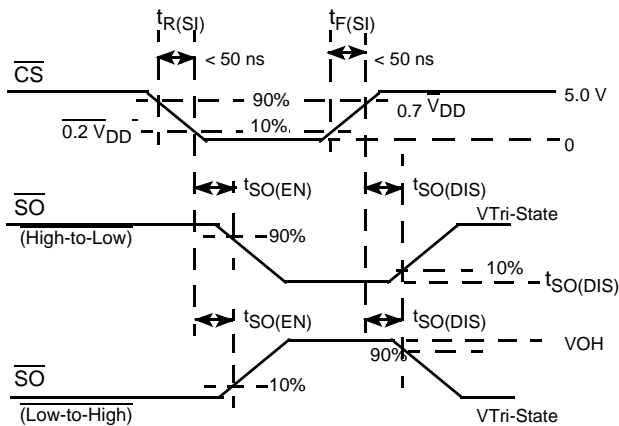 tR(SI) tF(SI)
< 50 ns < 50 ns
CS
90% 5.0 V
0.7 VDD
0.2 VDD 10%
0
tSO(EN) tSO(DIS)
SO VTri-State
(High-to-Low) 90%
10%
tSO(DIS)
tSO(EN) tSO(DIS)
VOH
90%
SO 10%
(Low-to-High) VTri-State